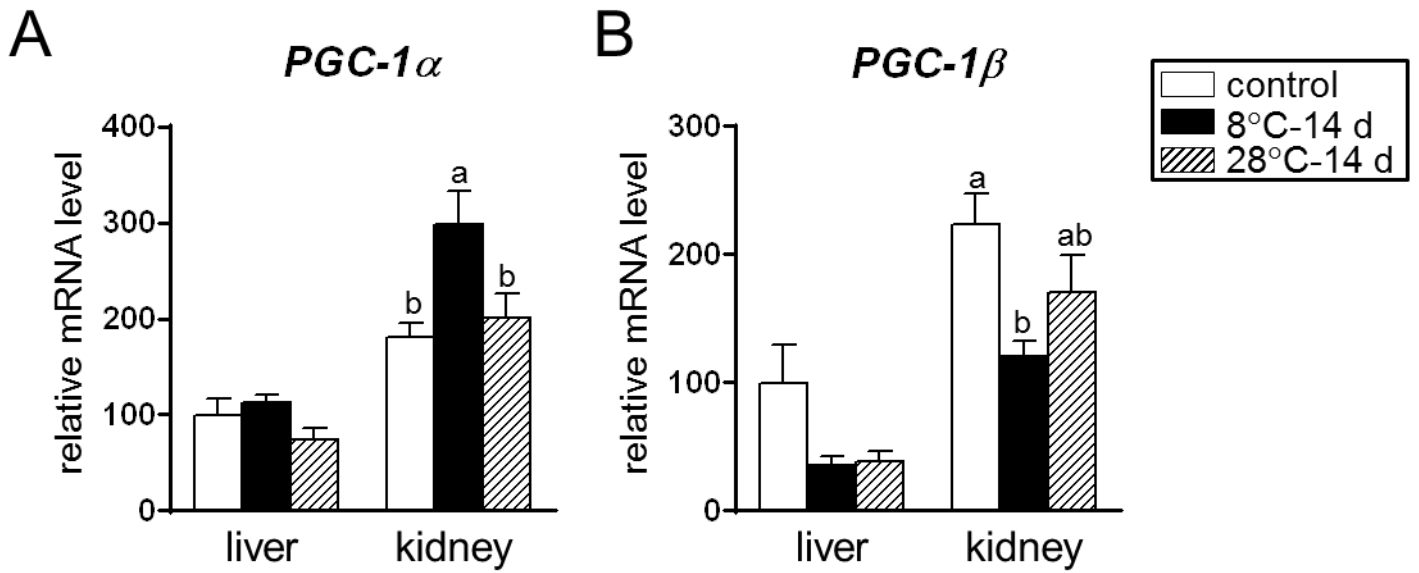 A
PGC-1α
relative mRNA level
400
300
200
100
0
b
a
b
liver
kidney
B
PGC-1β
relative mRNA level
300
200
100
0
a
b
ab
liver
kidney
control
8°C-14 d
28°C-14 d